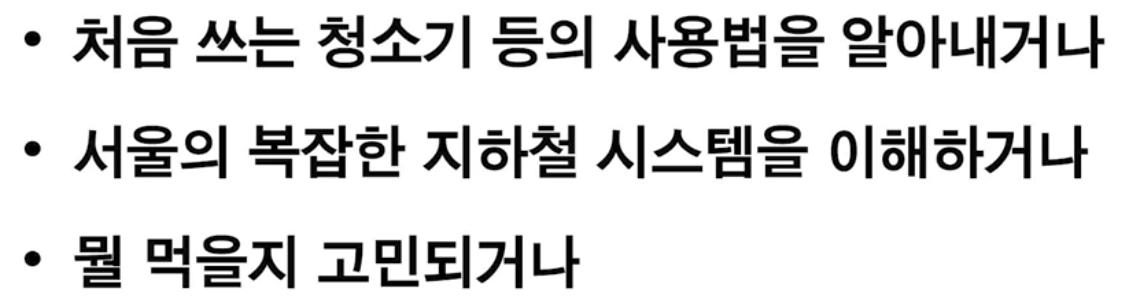 • 처음 쓰는 청소기 등의 사용법을 알아내거나
• 서울의 복잡한 지하철 시스템을 이해하거나
• 뭘 먹을지 고민되거나